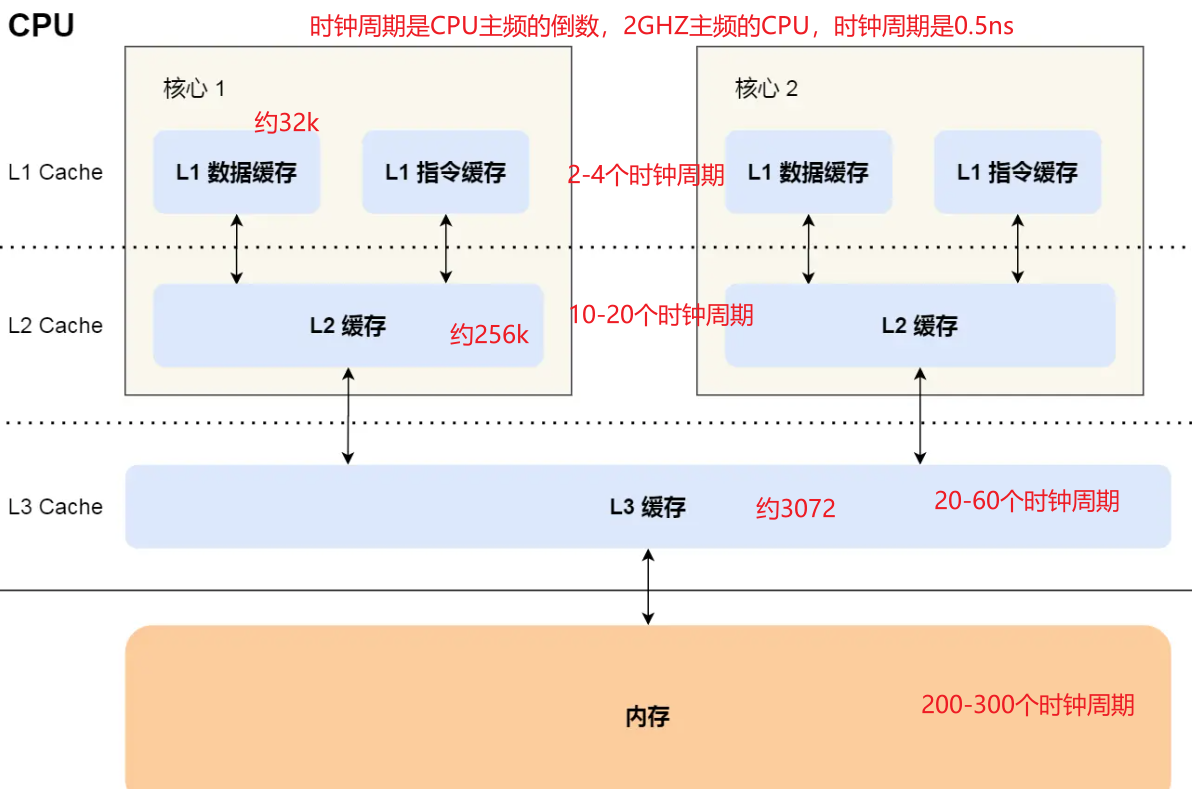 CPU
时钟周期是CPU主频的倒数，2GHZ主频的CPU，时钟周期是0.5ns
核心 1
核心 2
约32k
L1 Cache
L1 数据缓存
L1 指令缓存
2-4个时钟周期
L1 数据缓存
L1 指令缓存
L2 Cache
L2 缓存
约256k
10-20个时钟周期
L2 缓存
L3 Cache
L3 缓存
约3072
20-60个时钟周期
内存
200-300个时钟周期